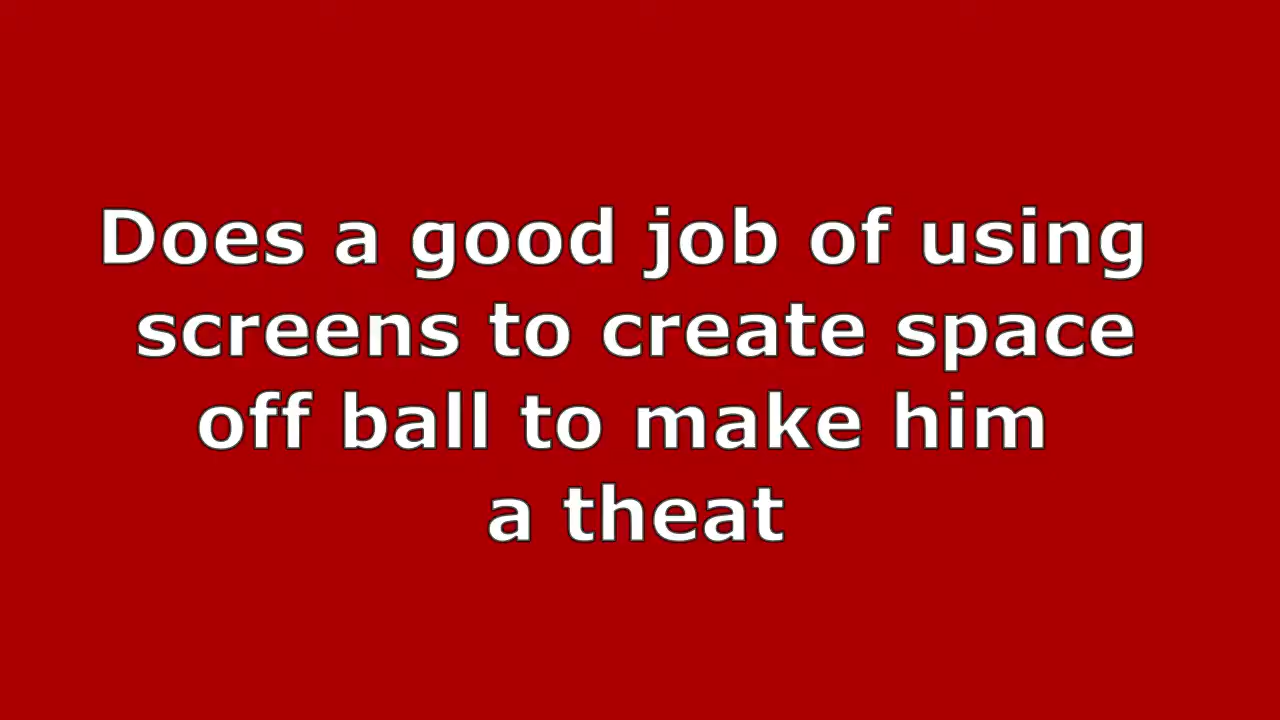 Does a good job of using
screens to create space
off ball to make him
a theat